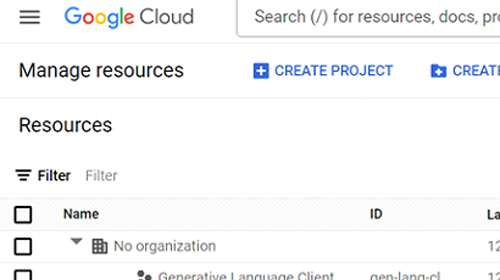 Google Cloud
Search (/) for resources, docs, pro
Manage resources
CREATE PROJECT
CREATE
Resources
Filter Filter
Name ID La
No organization 12
Generative Language Client gen-lang-cl 12